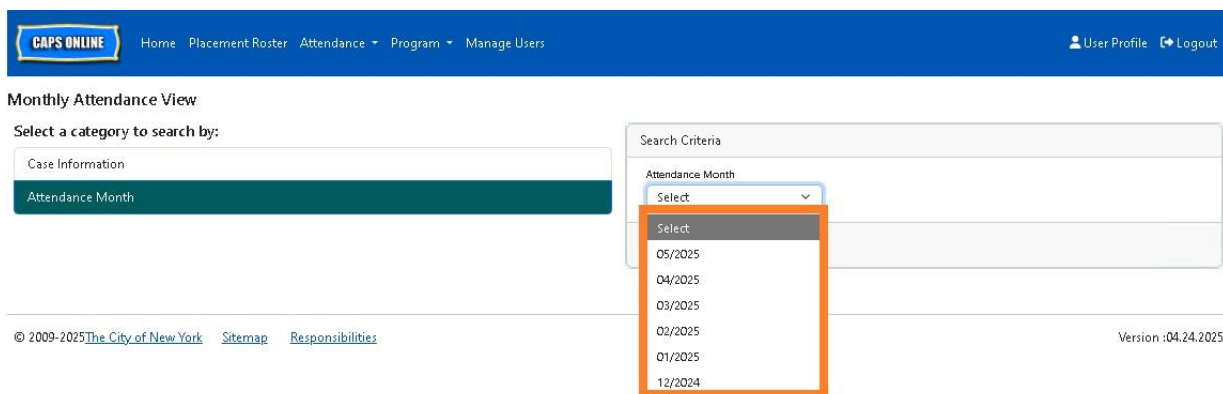 CAPS ONLINE Home Placement Roster Attendance Program Manage Users User Profile Logout
Monthly Attendance View
Select a category to search by:
Case Information
Attendance Month
Search Criteria
Attendance Month
Select
Select
05/2025
04/2025
03/2025
02/2025
01/2025
12/2024
© 2009-2025The City of New York Sitemap Responsibilities
Version :04.24.2025